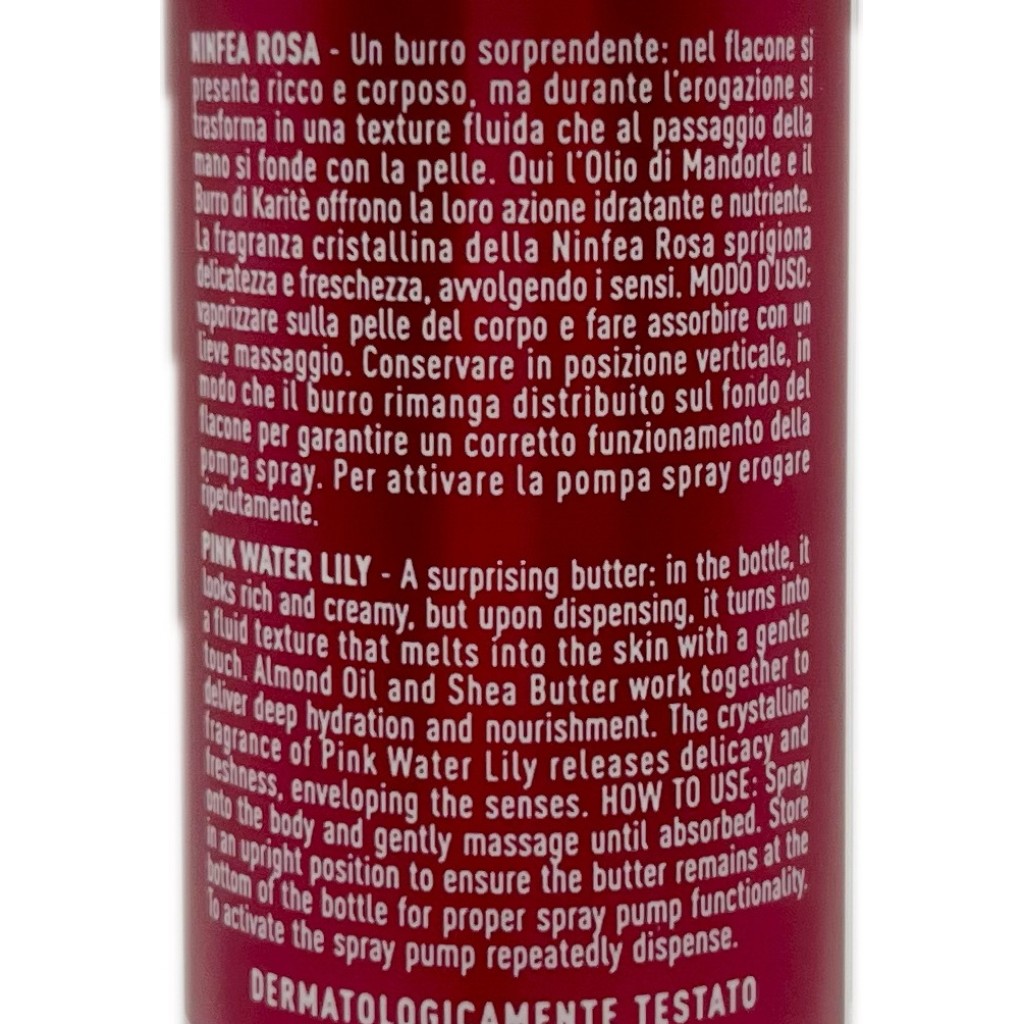 NINFEA ROSA - Un burro sorprendente: nel flacone si
presenta ricco e corposo, ma durante l'erogazione si
trasforma in una texture fluida che al passaggio della
mano si fonde con la pelle. Qui l'Olio di Mandorle e il
Burro di Karitè offrono la loro azione idratante e nutriente.
La fragranza cristallina della Ninfea Rosa sprigiona
delicatezza e freschezza, avvolgendo i sensi. MODO D'USO:
vaporizzare sulla pelle del corpo e fare assorbire con un
lieve massaggio. Conservare in posizione verticale, in
modo che il burro rimanga distribuito sul fondo del
flacone per garantire un corretto funzionamento della
pompa spray. Per attivare la pompa spray erogare
ripetutamente.
PINK WATER LILY - A surprising butter: in the bottle, it
looks rich and creamy, but upon dispensing, it turns into
a fluid texture that melts into the skin with a gentle
touch. Almond Oil and Shea Butter work together to
deliver deep hydration and nourishment. The crystalline
fragrance of Pink Water Lily releases delicacy and
freshness, enveloping the senses. HOW TO USE: Spray
onto the body and gently massage until absorbed. Store
in an upright position to ensure the butter remains at the
bottom of the bottle for proper spray pump functionality.
To activate the spray pump repeatedly dispense.
DERMATOLOGICAMENTE TESTATO